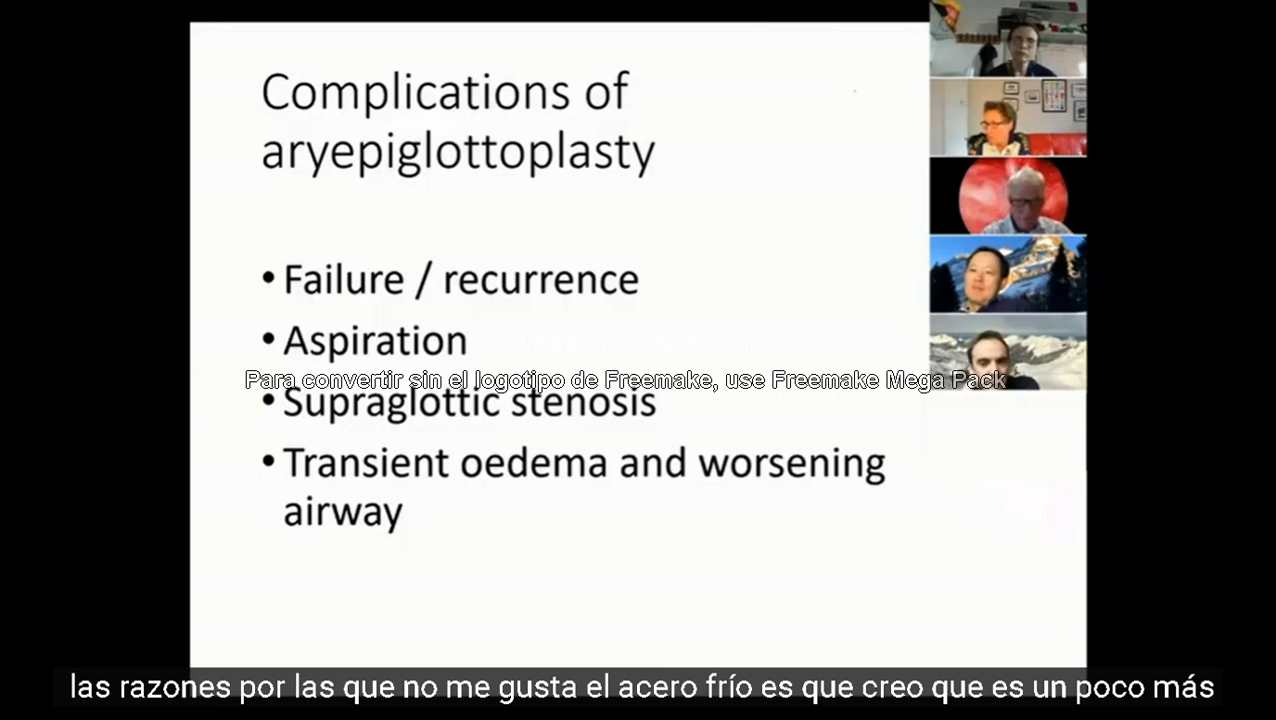 Complications of
aryepiglottoplasty
• Failure / recurrence
• Aspiration
Para convertir sin el logotipo de Freemake, use Freemake Mega Pack
• Supraglottic stenosis
• Transient oedema and worsening
airway
las razones por las que no me gusta el acero frío es que creo que es un poco más